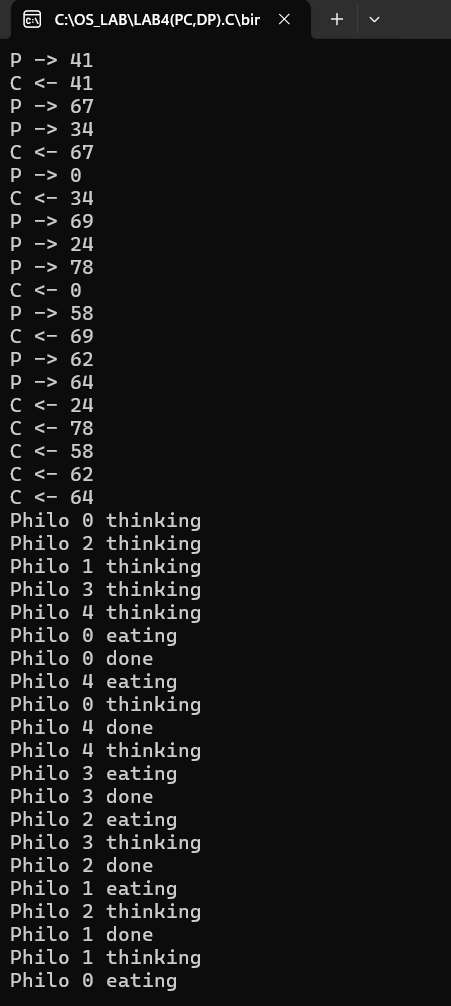 C:\OS_LAB\LAB4(PC,DP).C\bir
P -> 41
C <- 41
P -> 67
P -> 34
C <- 67
P -> 0
C <- 34
P -> 69
P -> 24
P -> 78
C <- 0
P -> 58
C <- 69
P -> 62
P -> 64
C <- 24
C <- 78
C <- 58
C <- 62
C <- 64
Philo 0 thinking
Philo 2 thinking
Philo 1 thinking
Philo 3 thinking
Philo 4 thinking
Philo 0 eating
Philo 0 done
Philo 4 eating
Philo 0 thinking
Philo 4 done
Philo 4 thinking
Philo 3 eating
Philo 3 done
Philo 2 eating
Philo 3 thinking
Philo 2 done
Philo 1 eating
Philo 2 thinking
Philo 1 done
Philo 1 thinking
Philo 0 eating